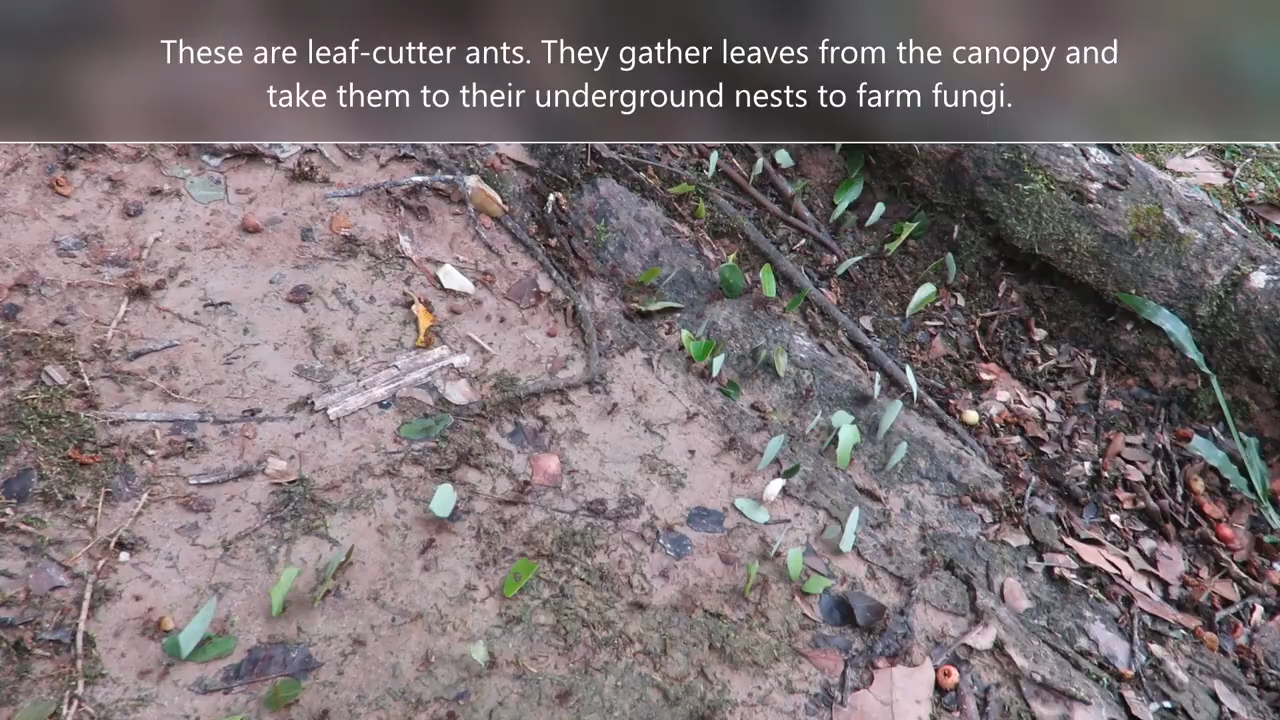 These are leaf-cutter ants. They gather leaves from the canopy and
take them to their underground nests to farm fungi.